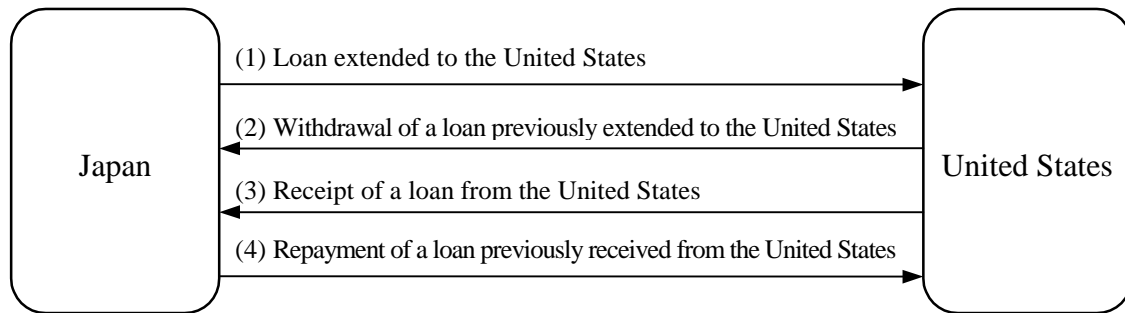 (1) Loan extended to the United States
(2) Withdrawal of a loan previously extended to the United States
Japan
United States
(3) Receipt of a loan from the United States
(4) Repayment of a loan previously received from the United States